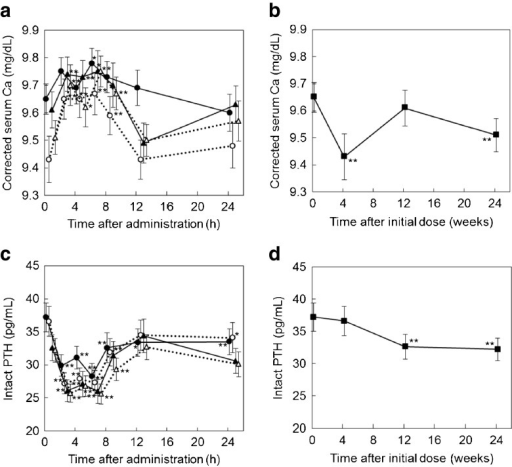 a
Corrected serum Ca (mg/dL)
9.9
9.8
9.7
9.6
9.5
9.4
9.3
0 4 8 12 16 20 24
Time after administration (h)
b
Corrected serum Ca (mg/dL)
9.9
9.8
9.7
9.6
9.5
9.4
9.3
**
**
0 4 8 12 16 20 24
Time after initial dose (weeks)
c
Intact PTH (pg/mL)
45
40
35
30
25
20
0 4 8 12 16 20 24
Time after administration (h)
d
Intact PTH (pg/mL)
45
40
35
30
25
20
**
**
0 4 8 12 16 20 24
Time after initial dose (weeks)